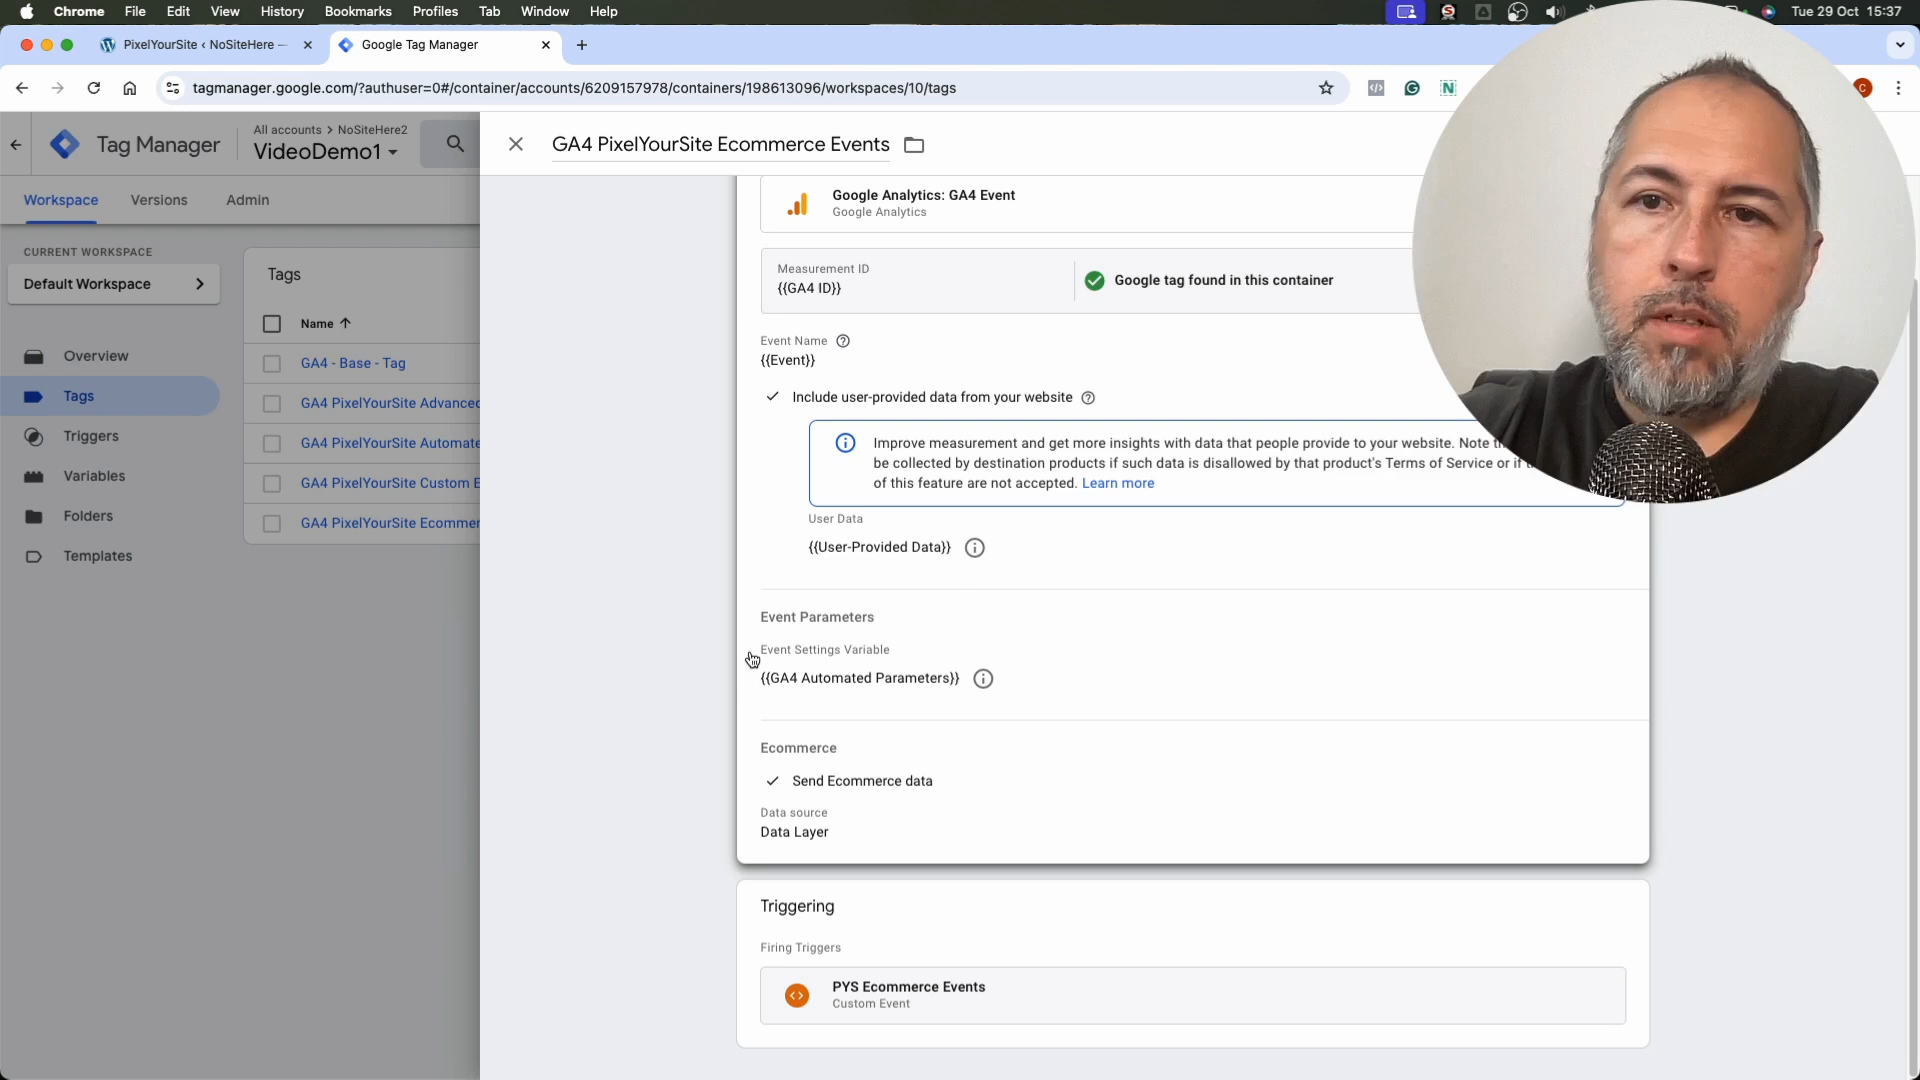 Chrome File Edit View History Bookmarks Profiles Tab Window Help
Tue 29 Oct 15:37
PixelYourSite ‹ NoSiteHere —
Google Tag Manager
tagmanager.google.com/?authuser=0#/container/accounts/6209157978/containers/198613096/workspaces/10/tags
Tag Manager
All accounts > NoSiteHere2
VideoDemo1
GA4 PixelYourSite Ecommerce Events
Workspace Versions Admin
CURRENT WORKSPACE
Default Workspace
Overview
Tags
Triggers
Variables
Folders
Templates
Tags
Name
GA4 - Base - Tag
GA4 PixelYourSite Advanced
GA4 PixelYourSite Automate
GA4 PixelYourSite Custom E
GA4 PixelYourSite Ecommer
Google Analytics: GA4 Event
Google Analytics
Measurement ID
{{GA4 ID}}
Google tag found in this container
Event Name
{{Event}}
Include user-provided data from your website
Improve measurement and get more insights with data that people provide to your website. Note
be collected by destination products if such data is disallowed by that product's Terms of Service or if
of this feature are not accepted. Learn more
User Data
{{User-Provided Data}}
Event Parameters
Event Settings Variable
{{GA4 Automated Parameters}}
Ecommerce
Send Ecommerce data
Data source
Data Layer
Triggering
Firing Triggers
PYS Ecommerce Events
Custom Event